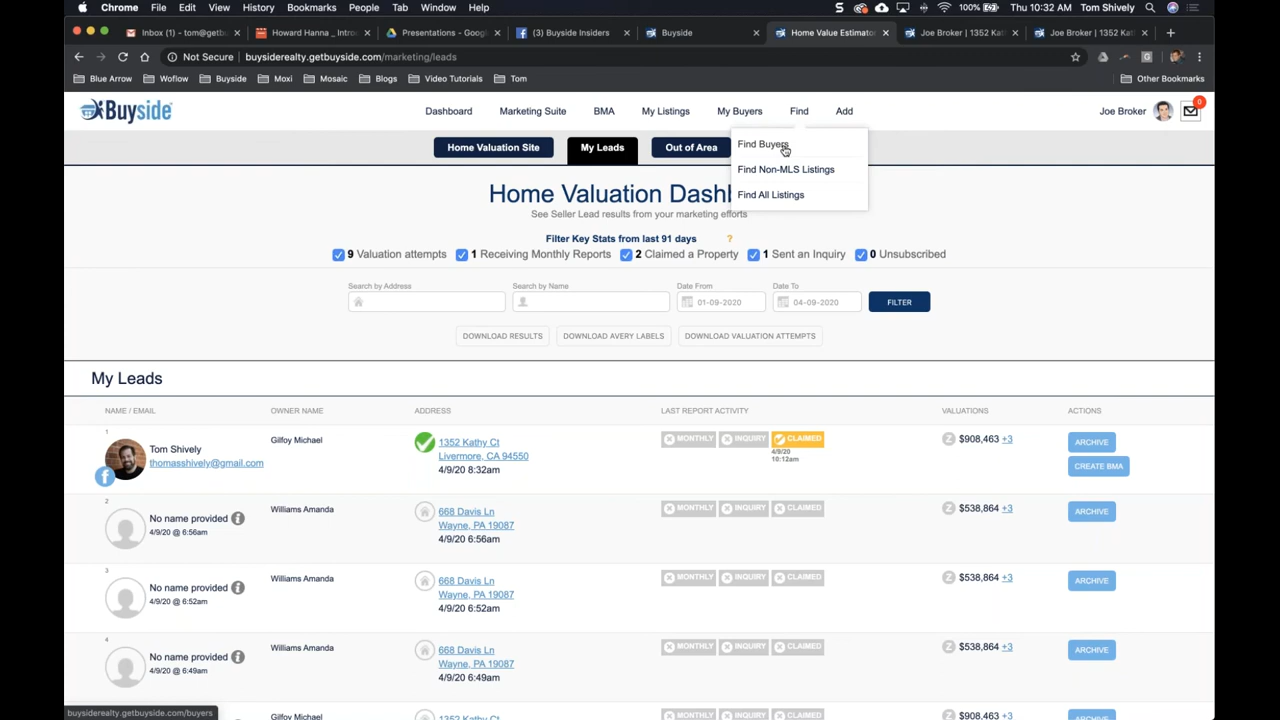 Chrome File Edit View History Bookmarks People Tab Window Help
100% Thu 10:32 AM Tom Shively
Inbox (1) - tom@getb
Howard Hanna _ Introd
Presentations - Googl
(3) Buyside Insiders
Buyside
Home Value Estimator
Joe Broker | 1352 Kat
Joe Broker | 1352 Kat
Not Secure | buysiderealty.getbuyside.com/marketing/leads
Blue Arrow Woflow Buyside Moxi Mosaic Blogs Video Tutorials Tom Other Bookmarks
Buyside
Dashboard Marketing Suite BMA My Listings My Buyers Find Add
Joe Broker 0
Home Valuation Site My Leads Out of Area
Find Buyers
Find Non-MLS Listings
Find All Listings
Home Valuation Dashb
See Seller Lead results from your marketing efforts
Filter Key Stats from last 91 days ?
9 Valuation attempts 1 Receiving Monthly Reports 2 Claimed a Property 1 Sent an Inquiry 0 Unsubscribed
Search by Address Search by Name Date From Date To
01-09-2020 04-09-2020 FILTER
DOWNLOAD RESULTS DOWNLOAD AVERY LABELS DOWNLOAD VALUATION ATTEMPTS
My Leads
NAME / EMAIL OWNER NAME ADDRESS LAST REPORT ACTIVITY VALUATIONS ACTIONS
1
Tom Shively
thomasshively@gmail.com
Gilfoy Michael
1352 Kathy Ct
Livermore, CA 94550
4/9/20 8:32am
MONTHLY INQUIRY CLAIMED
4/9/20
10:12am
Z $908,463 +3
ARCHIVE
CREATE BMA
2
No name provided
4/9/20 @ 6:56am
Williams Amanda
668 Davis Ln
Wayne, PA 19087
4/9/20 6:56am
MONTHLY INQUIRY CLAIMED
Z $538,864 +3
ARCHIVE
3
No name provided
4/9/20 @ 6:52am
Williams Amanda
668 Davis Ln
Wayne, PA 19087
4/9/20 6:52am
MONTHLY INQUIRY CLAIMED
Z $538,864 +3
ARCHIVE
4
No name provided
4/9/20 @ 6:49am
Williams Amanda
668 Davis Ln
Wayne, PA 19087
4/9/20 6:49am
MONTHLY INQUIRY CLAIMED
Z $538,864 +3
ARCHIVE
Gilfoy Michael
1352 Kathy Ct
MONTHLY INQUIRY CLAIMED
Z $908,463 +3
ARCHIVE
buysiderealty.getbuyside.com/buyers